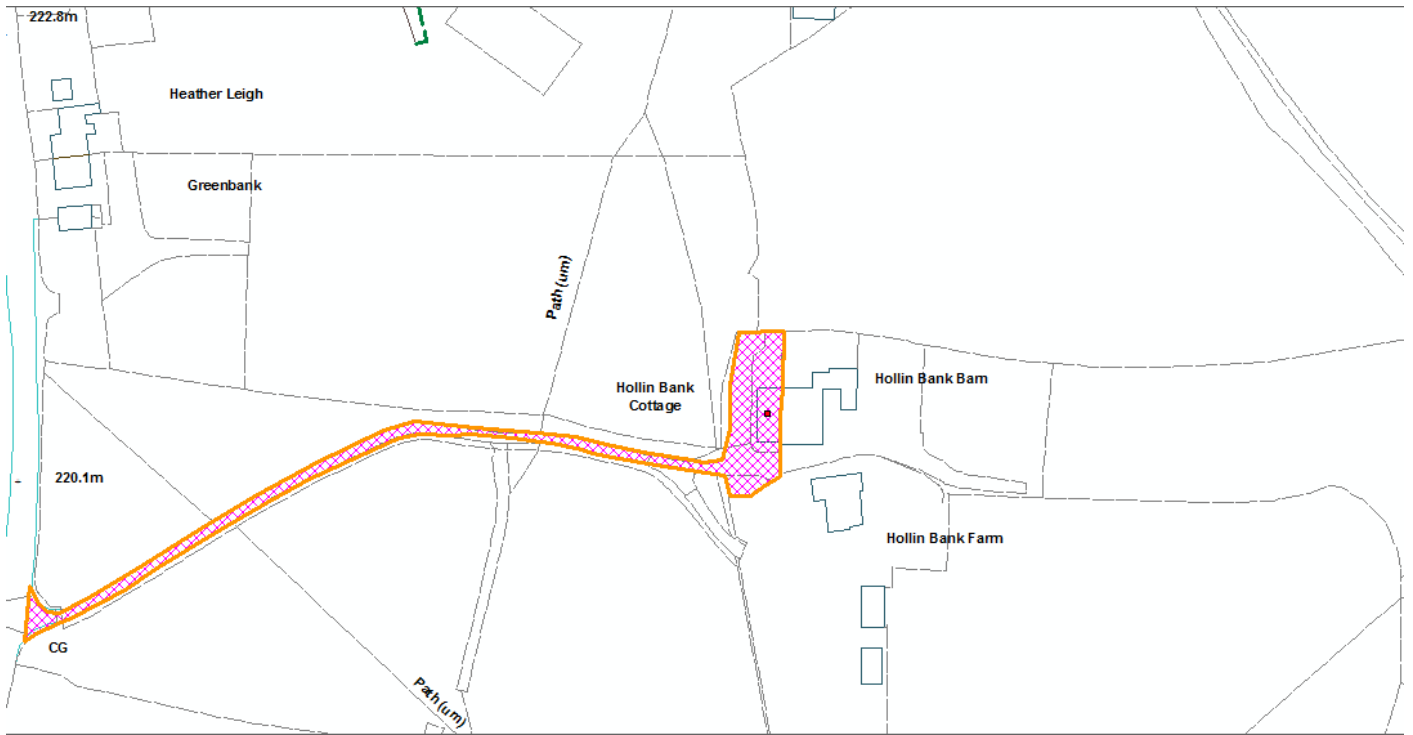 222.8m
Heather Leigh
Greenbank
Path (um)
Hollin Bank
Cottage
Hollin Bank Barn
220.1m
Hollin Bank Farm
CG
Path (um)